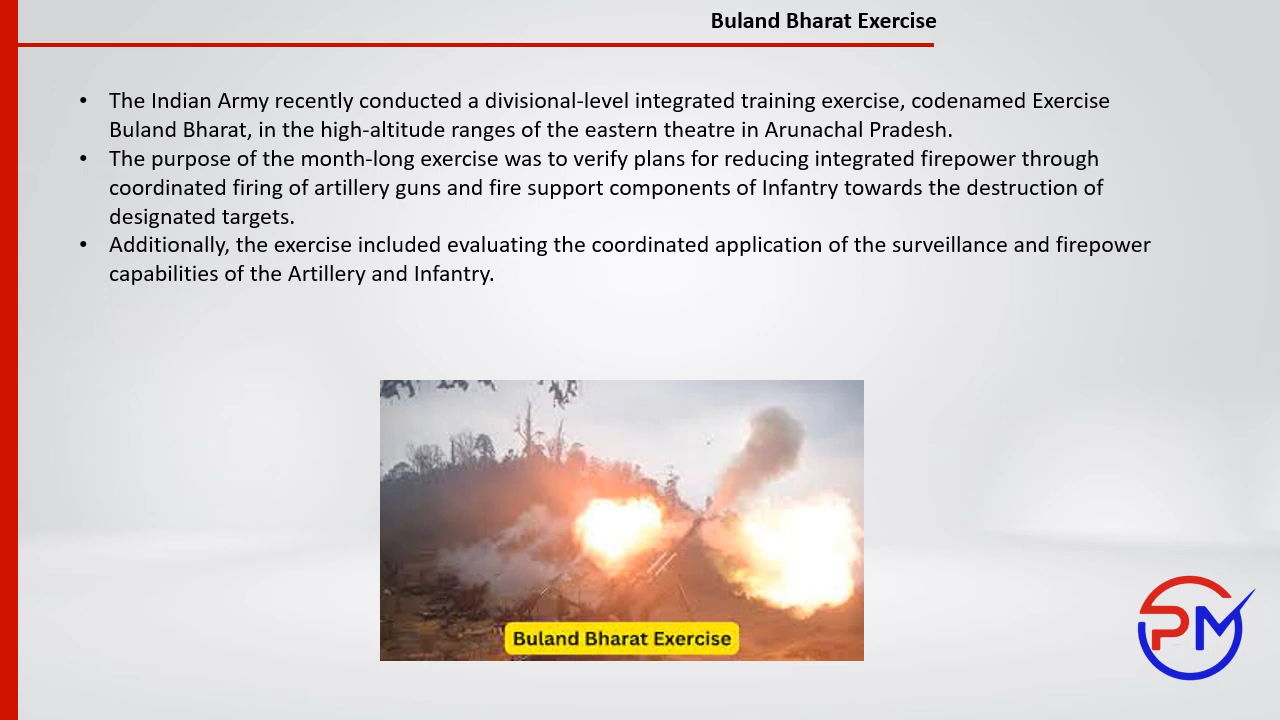 Buland Bharat Exercise
• The Indian Army recently conducted a divisional-level integrated training exercise, codenamed Exercise
Buland Bharat, in the high-altitude ranges of the eastern theatre in Arunachal Pradesh.
• The purpose of the month-long exercise was to verify plans for reducing integrated firepower through
coordinated firing of artillery guns and fire support components of Infantry towards the destruction of
designated targets.
• Additionally, the exercise included evaluating the coordinated application of the surveillance and firepower
capabilities of the Artillery and Infantry.
Buland Bharat Exercise
PM